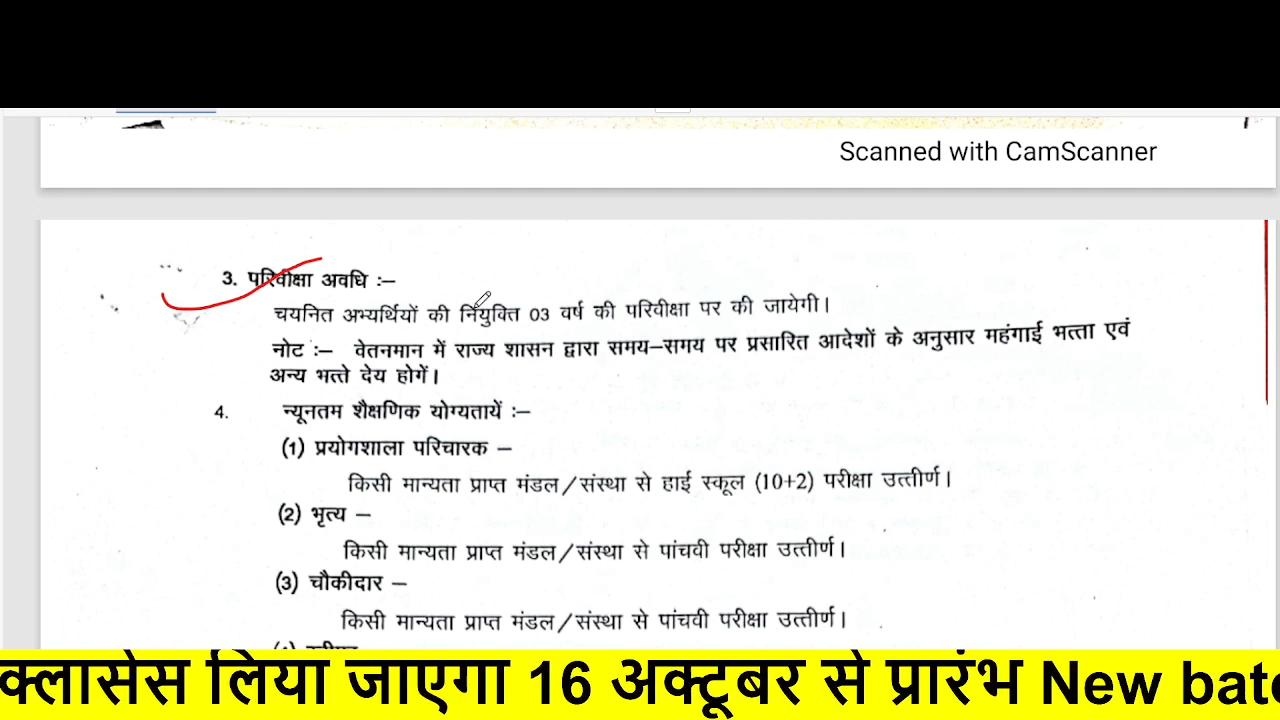 Scanned with CamScanner
3. परिवीक्षा अवधि :–
चयनित अभ्यर्थियों की नियुक्ति 03 वर्ष की परिवीक्षा पर की जायेगी।
नोट :– वेतनमान में राज्य शासन द्वारा समय–समय पर प्रसारित आदेशों के अनुसार महंगाई भत्ता एवं
अन्य भत्ते देय होगें।
4. न्यूनतम शैक्षणिक योग्यतायें :–
(1) प्रयोगशाला परिचारक –
किसी मान्यता प्राप्त मंडल/संस्था से हाई स्कूल (10+2) परीक्षा उत्तीर्ण।
(2) भृत्य –
किसी मान्यता प्राप्त मंडल/संस्था से पांचवी परीक्षा उत्तीर्ण।
(3) चौकीदार –
किसी मान्यता प्राप्त मंडल/संस्था से पांचवी परीक्षा उत्तीर्ण।
क्लासेस लिया जाएगा 16 अक्टूबर से प्रारंभ New